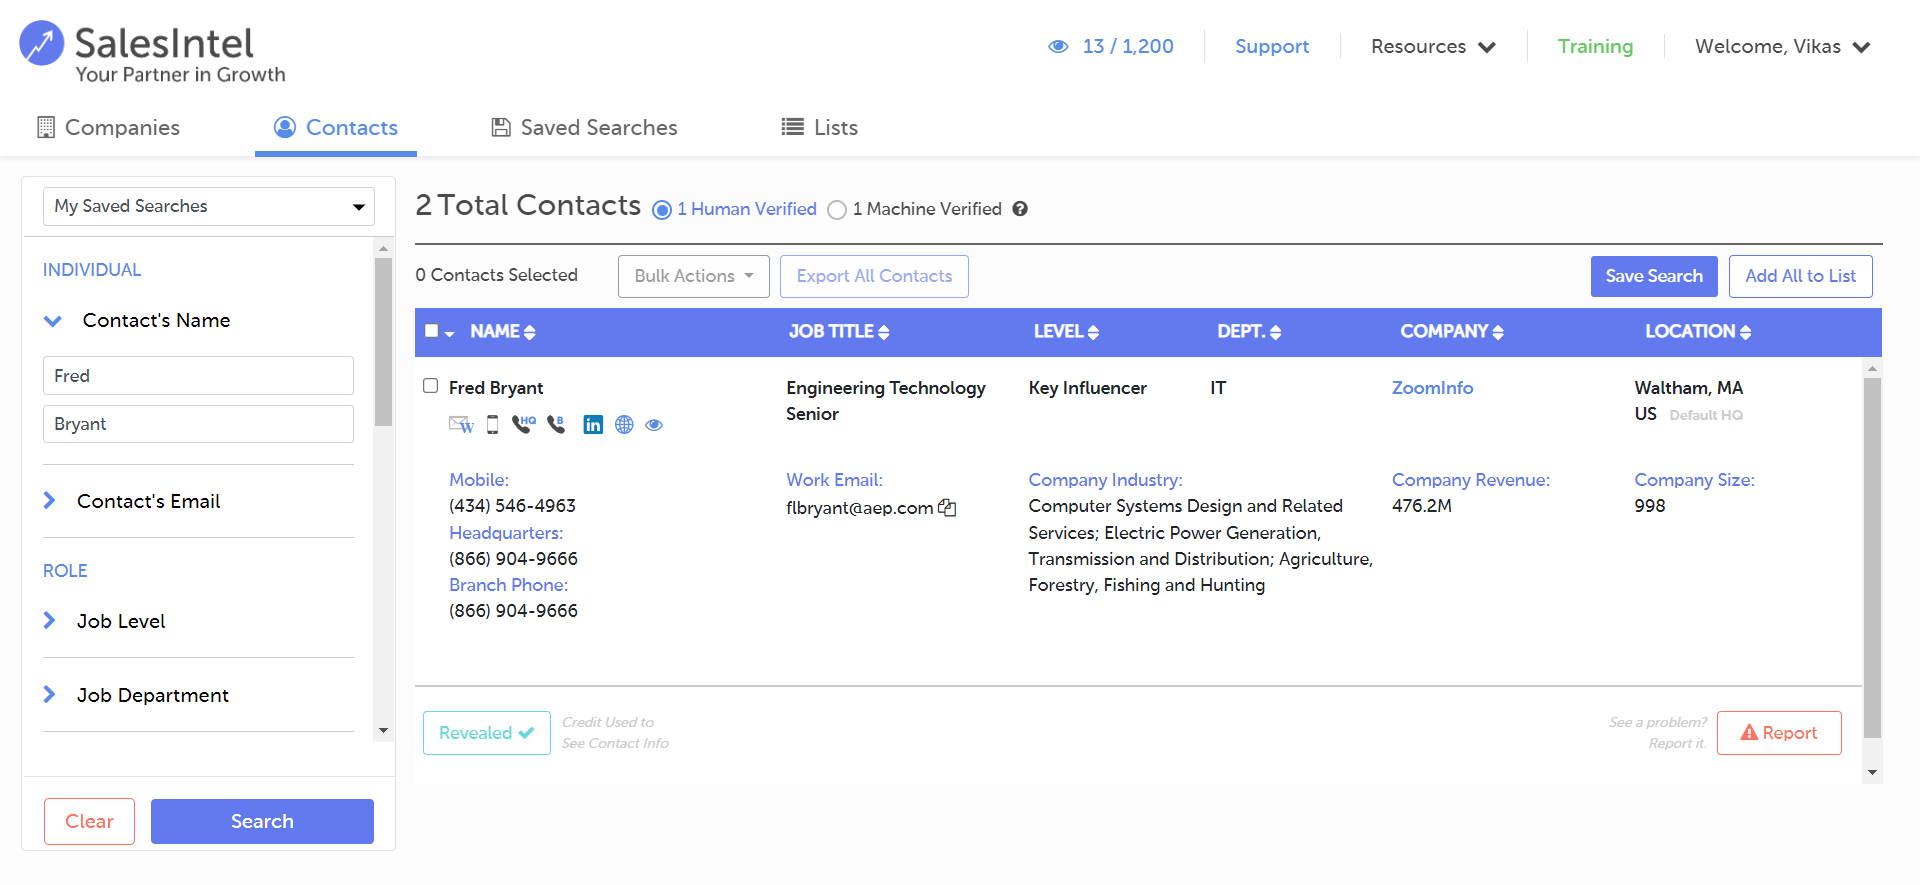 SalesIntel
Your Partner in Growth
13 / 1,200
Support
Resources
Training
Welcome, Vikas
Companies
Contacts
Saved Searches
Lists
My Saved Searches
INDIVIDUAL
Contact's Name
Fred
Bryant
Contact's Email
ROLE
Job Level
Job Department
Clear
Search
2 Total Contacts
1 Human Verified
1 Machine Verified
?
0 Contacts Selected
Bulk Actions
Export All Contacts
Save Search
Add All to List
NAME
JOB TITLE
LEVEL
DEPT.
COMPANY
LOCATION
Fred Bryant
W
HQ
B
in
Engineering Technology
Senior
Key Influencer
IT
ZoomInfo
Waltham, MA
US Default HQ
Mobile:
(434) 546-4963
Headquarters:
(866) 904-9666
Branch Phone:
(866) 904-9666
Work Email:
flbryant@aep.com
Company Industry:
Computer Systems Design and Related
Services; Electric Power Generation,
Transmission and Distribution; Agriculture,
Forestry, Fishing and Hunting
Company Revenue:
476.2M
Company Size:
998
Revealed
Credit Used to
See Contact Info
See a problem?
Report it.
Report